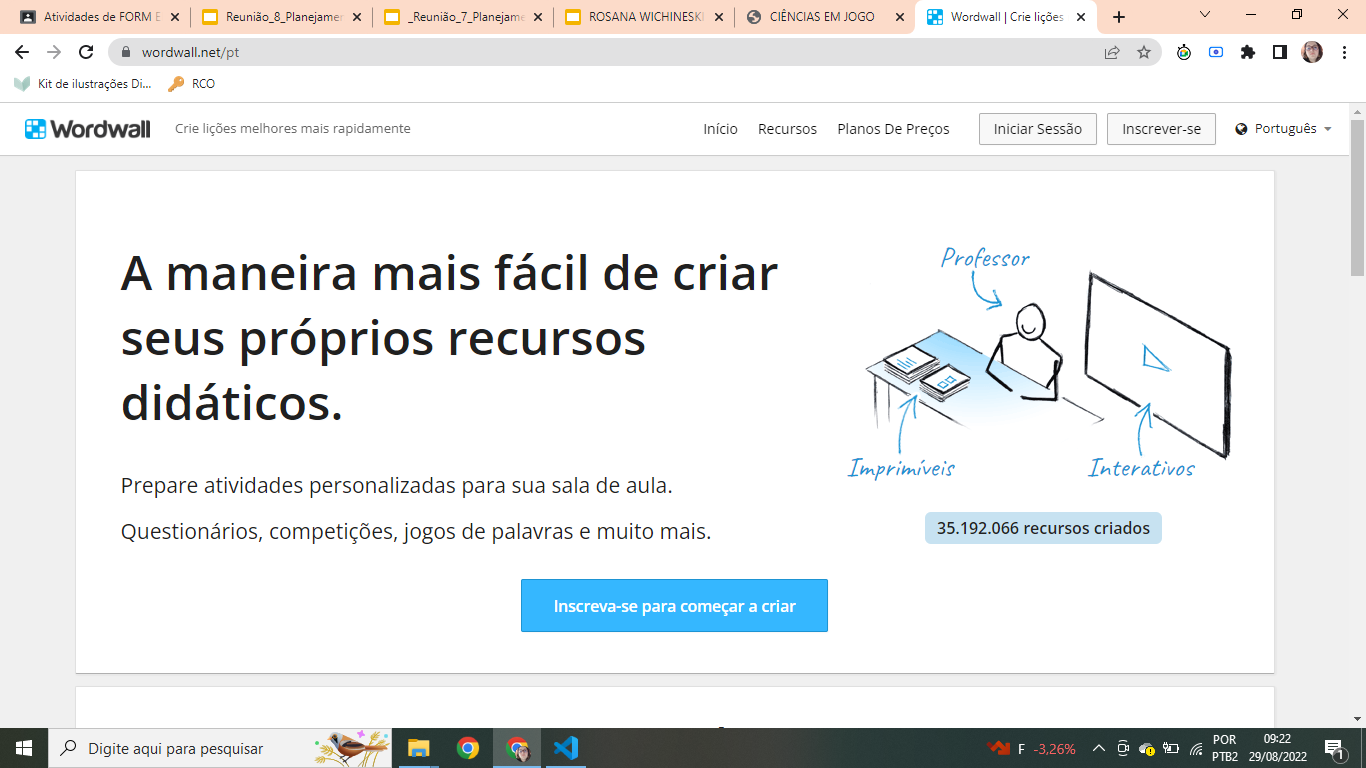 Atividades de FORM E
Reunião_8_Planejamen
_Reunião_7_Planejame
ROSANA WICHINESKI
CIÊNCIAS EM JOGO
Wordwall | Crie lições
wordwall.net/pt
Kit de ilustrações Di...
RCO
Wordwall
Crie lições melhores mais rapidamente
Início
Recursos
Planos De Preços
Iniciar Sessão
Inscrever-se
Português
A maneira mais fácil de criar
seus próprios recursos
didáticos.
Prepare atividades personalizadas para sua sala de aula.
Questionários, competições, jogos de palavras e muito mais.
Professor
Imprimíveis
Interativos
35.192.066 recursos criados
Inscreva-se para começar a criar
Digite aqui para pesquisar
F -3,26%
POR
PTB2
09:22
29/08/2022
1